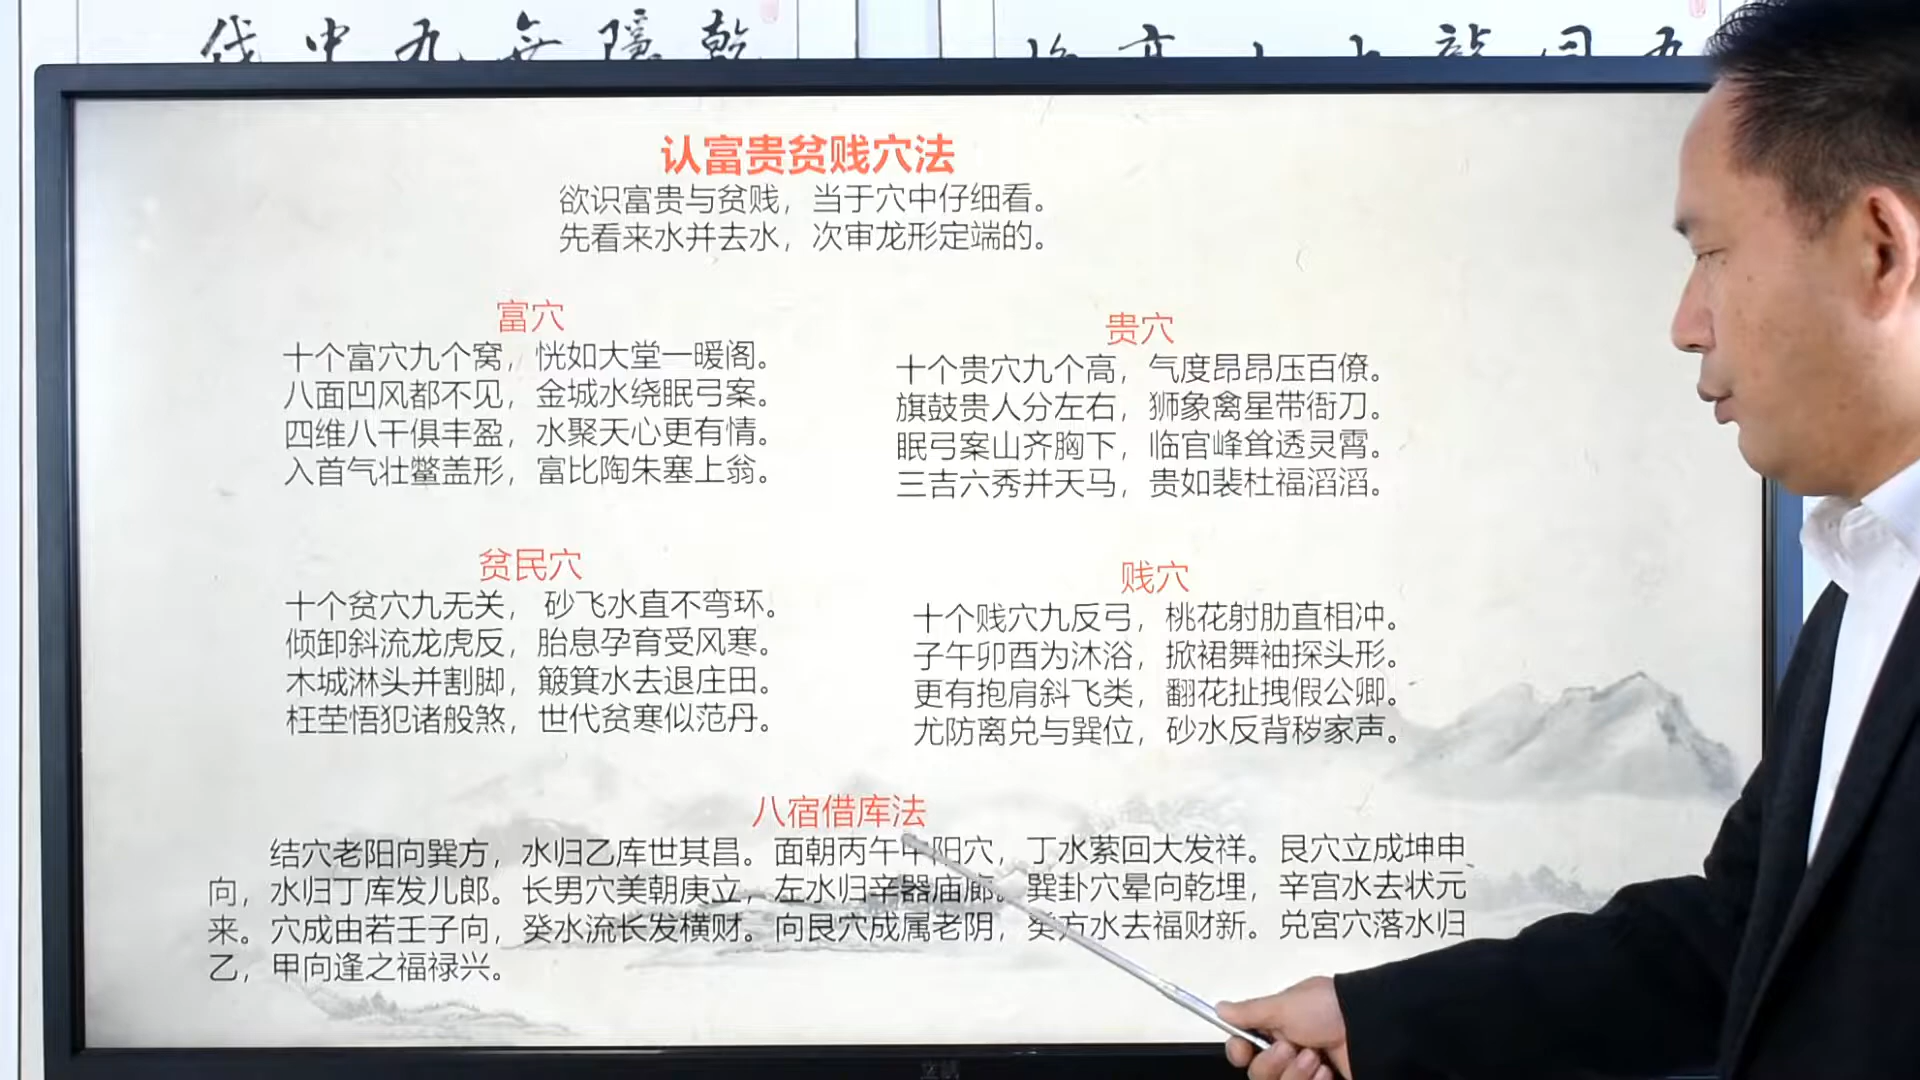 伐中九無隱乾
认富贵贫贱穴法
欲识富贵与贫贱，当于穴中仔细看。
先看来水并去水，次审龙形定端的。
富穴
十个富穴九个窝，恍如大堂一暖阁。
八面凹风都不见，金城水绕眠弓案。
四维八干俱丰盈，水聚天心更有情。
入首气壮鳖盖形，富比陶朱塞上翁。
贵穴
十个贵穴九个高，气度昂昂压百僚。
旗鼓贵人分左右，狮象禽星带衙刀。
眠弓案山齐胸下，临官峰耸透灵霄。
三吉六秀并天马，贵如裴杜福滔滔。
贫民穴
十个贫穴九无关， 砂飞水直不弯环。
倾卸斜流龙虎反，胎息孕育受风寒。
木城淋头并割脚，簸箕水去退庄田。
枉茔悟犯诸般煞，世代贫寒似范丹。
贱穴
十个贱穴九反弓，桃花射肋直相冲。
子午卯酉为沐浴，掀裙舞袖探头形。
更有抱肩斜飞类，翻花扯拽假公卿。
尤防离兑与巽位，砂水反背秽家声。
八宿借库法
结穴老阳向巽方，水归乙库世其昌。面朝丙午中阳穴，丁水萦回大发祥。艮穴立成坤申
向，水归丁库发儿郎。长男穴美朝庚立，左水归辛器庙廊。巽卦穴晕向乾埋，辛宫水去状元
来。穴成由若壬子向，癸水流长发横财。向艮穴成属老阴，癸方水去福财新。兑宫穴落水归
乙，甲向逢之福禄兴。